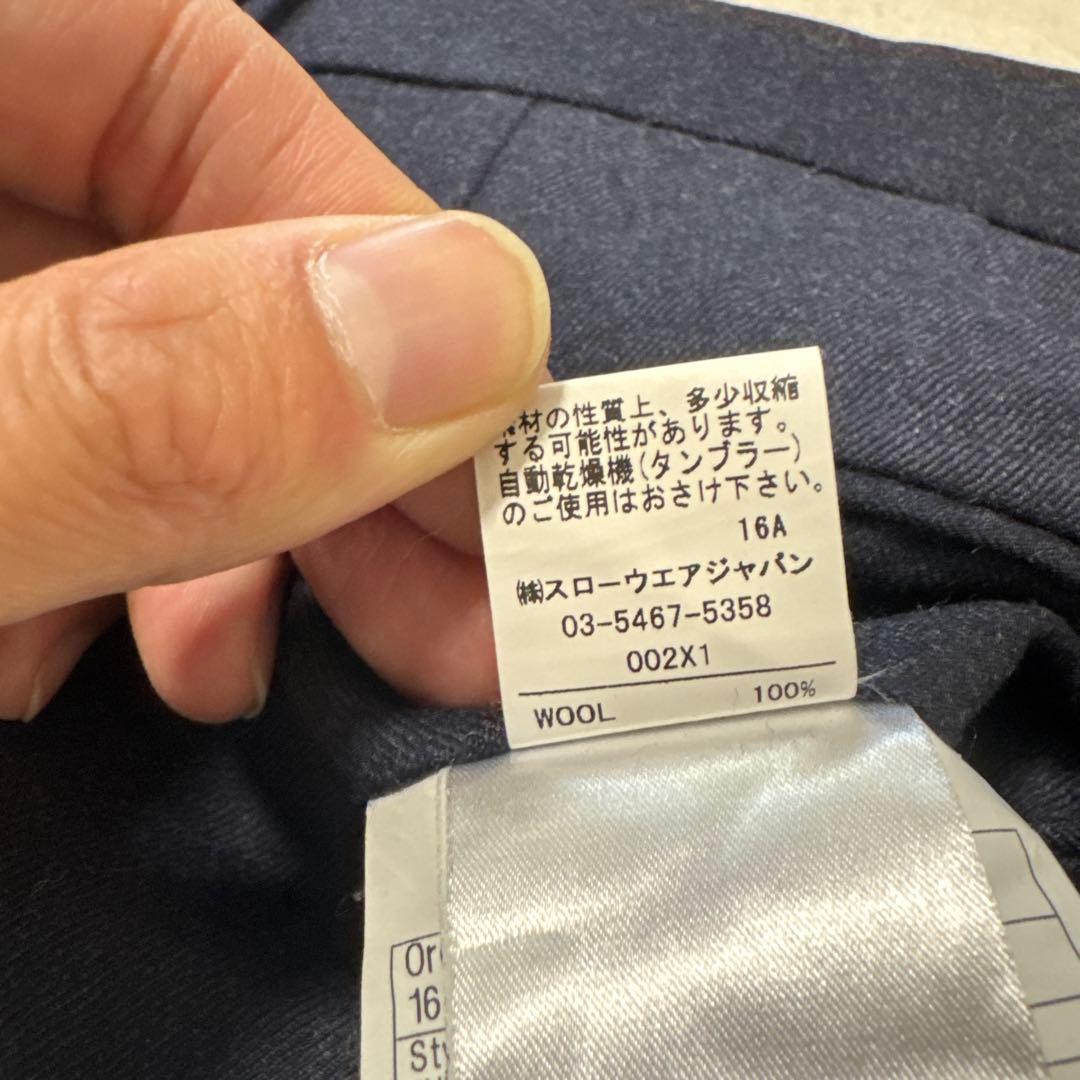 材の性質上、多少収縮
する可能性があります。
自動乾燥機(タンブラー)
のご使用はおさけ下さい。
16A
㈱スローウエアジャパン
03-5467-5358
002X1
WOOL 100%
16